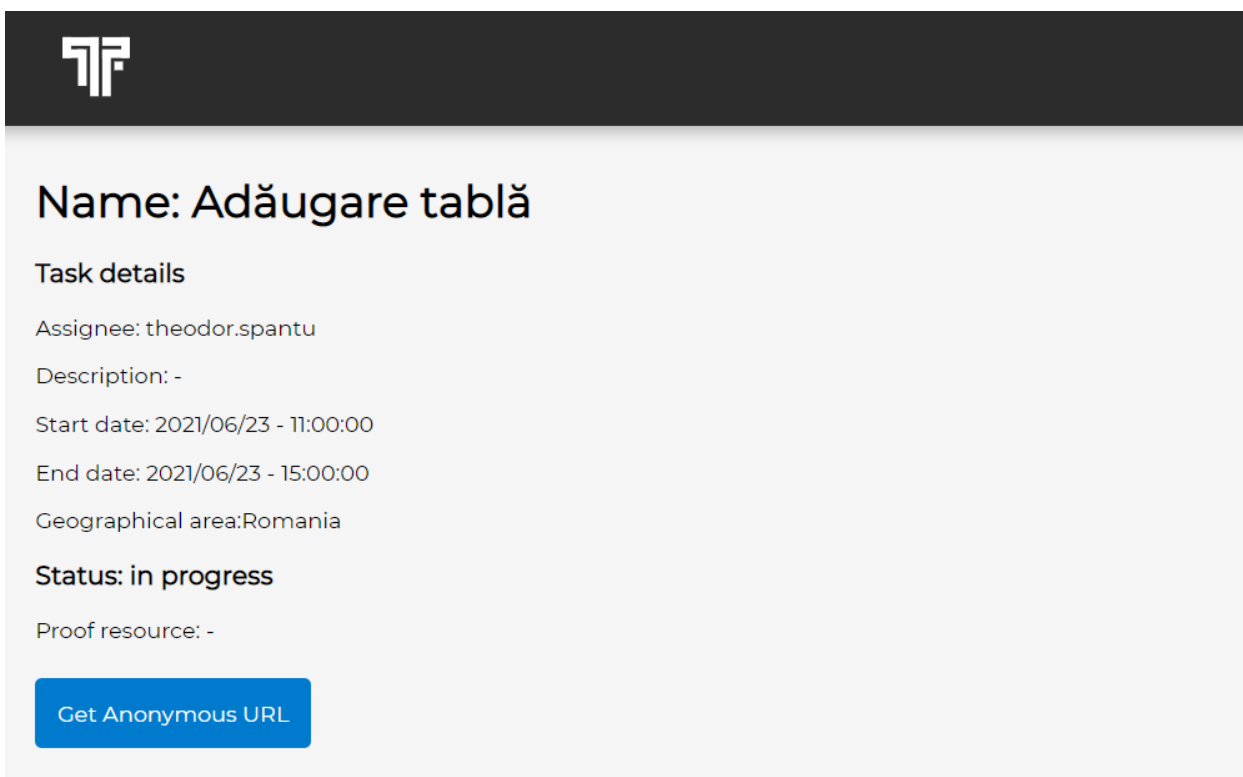 Name: Adăugare tablă
Task details
Assignee: theodor.spantu
Description: -
Start date: 2021/06/23 - 11:00:00
End date: 2021/06/23 - 15:00:00
Geographical area:Romania
Status: in progress
Proof resource: -
Get Anonymous URL